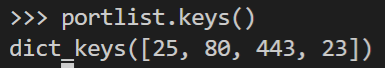 >>> portlist.keys()
dict_keys([25, 80, 443, 23])